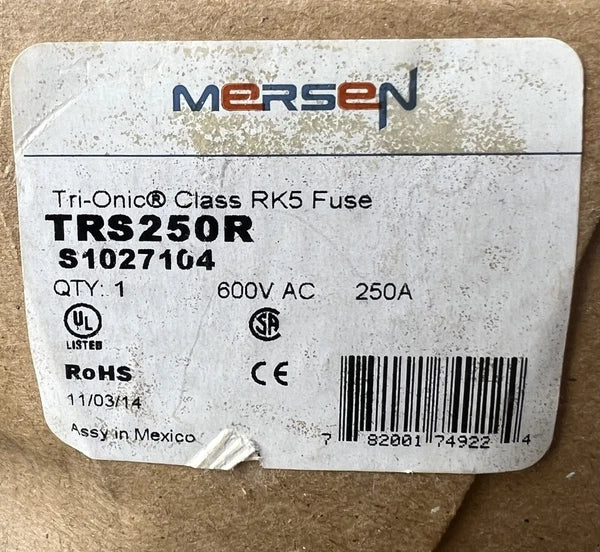 MERSEN
Tri-Onic® Class RK5 Fuse
TRS250R
S1027104
QTY: 1 600V AC 250A
UL SA
LISTED
RoHS CE
11/03/14
Assy in Mexico
7 82001 74922 4